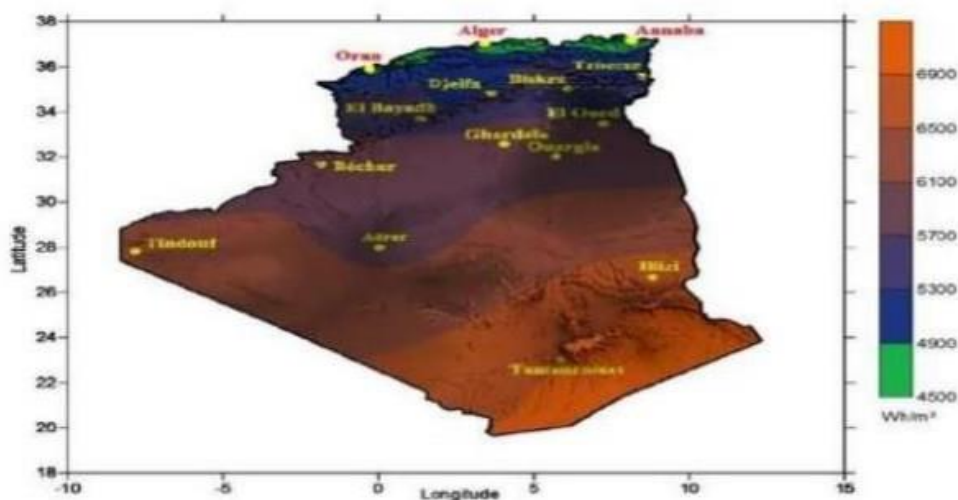 38
36
34
32
30
28
26
24
22
20
18
Latitude
-10
-5
0
5
10
15
Longitude
Oran
Alger
Annaba
Djelfa
Biskra
El Bayadh
El Oued
Ghardaia
Ouargla
Béchar
Tindouf
Adrar
Illizi
Tamanrasset
6900
6500
6100
5700
5300
4900
4500
Wh/m²